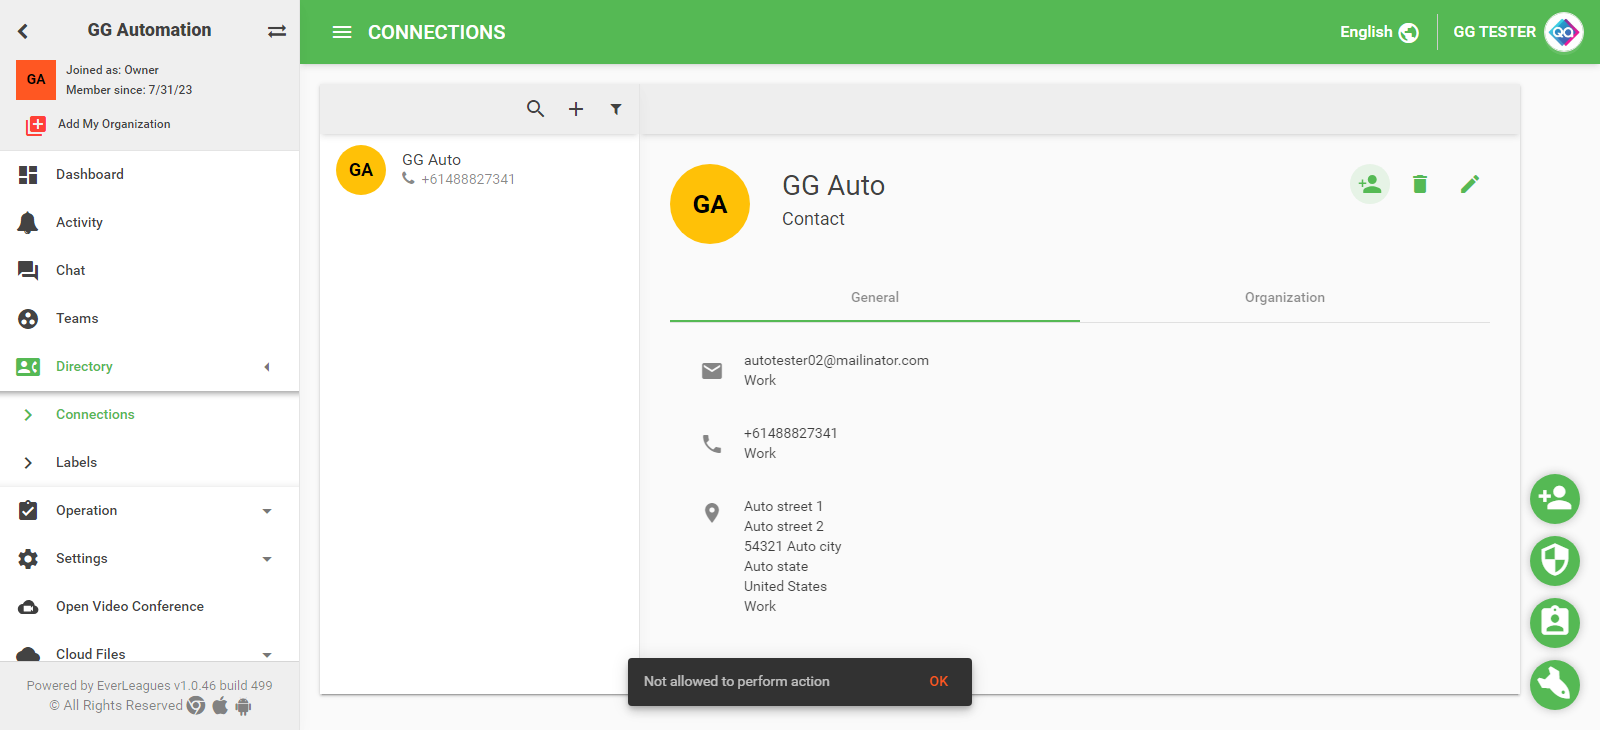 GG Automation
GA
Joined as: Owner
Member since: 7/31/23
Add My Organization
Dashboard
Activity
Chat
Teams
Directory
Connections
Labels
Operation
Settings
Open Video Conference
Cloud Files
Powered by EverLeagues v1.0.46 build 499
© All Rights Reserved
CONNECTIONS
English
GG TESTER
QA
GA
GG Auto
+61488827341
GA
GG Auto
Contact
General
Organization
autotester02@mailinator.com
Work
+61488827341
Work
Auto street 1
Auto street 2
54321 Auto city
Auto state
United States
Work
Not allowed to perform action
OK